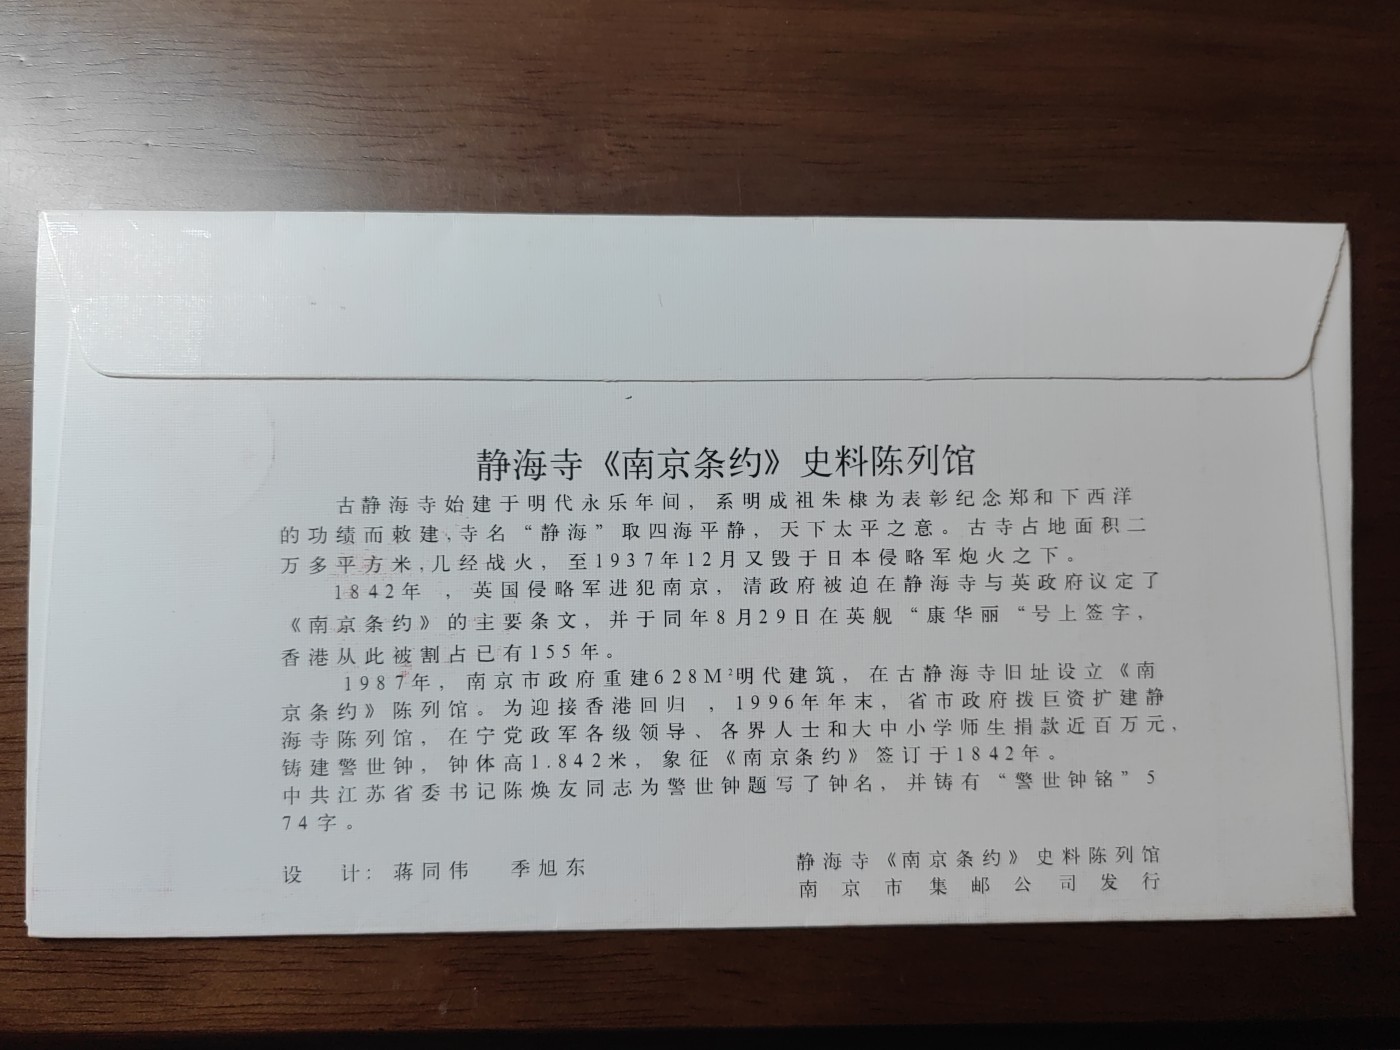 静海寺《南京条约》史料陈列馆
古静海寺始建于明代永乐年间，系明成祖朱棣为表彰纪念郑和下西洋
的功绩而敕建,寺名“静海”取四海平静，天下太平之意。古寺占地面积二
万多平方米,几经战火，至1937年12月又毁于日本侵略军炮火之下。
1842年 ，英国侵略军进犯南京，清政府被迫在静海寺与英政府议定了
《南京条约》的主要条文，并于同年8月29日在英舰“康华丽“号上签字，
香港从此被割占已有155年。
1987年，南京市政府重建628M²明代建筑，在古静海寺旧址设立《南
京条约》陈列馆。为迎接香港回归 ，1996年年末，省市政府拨巨资扩建静
海寺陈列馆，在宁党政军各级领导、各界人士和大中小学师生捐款近百万元，
铸建警世钟，钟体高1.842米，象征《南京条约》签订于1842年。
中共江苏省委书记陈焕友同志为警世钟题写了钟名，并铸有“警世钟铭”5
74字。
设 计：蒋同伟 季旭东
静海寺《南京条约》史料陈列馆
南京市集邮公司发行